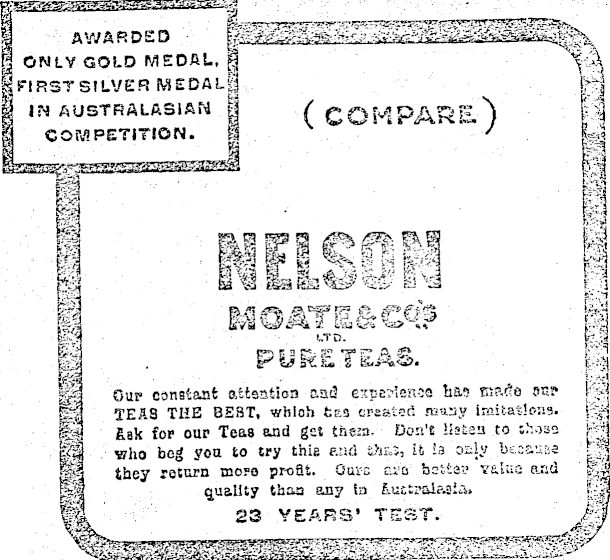 AWARDED
ONLY GOLD MEDAL,
FIRST SILVER MEDAL
IN AUSTRALASIAN
COMPETITION.
(COMPARE)
NELSON
MOATE & CO'S
LTD.
PURE TEAS.
Our constant attention and experience has made our
TEAS THE BEST, which has created many imitations.
Ask for our Teas and get them. Don't listen to those
who beg you to try this and that, it is only because
they return more profit. Ours are better value and
quality than any in Australasia.
23 YEARS' TEST.